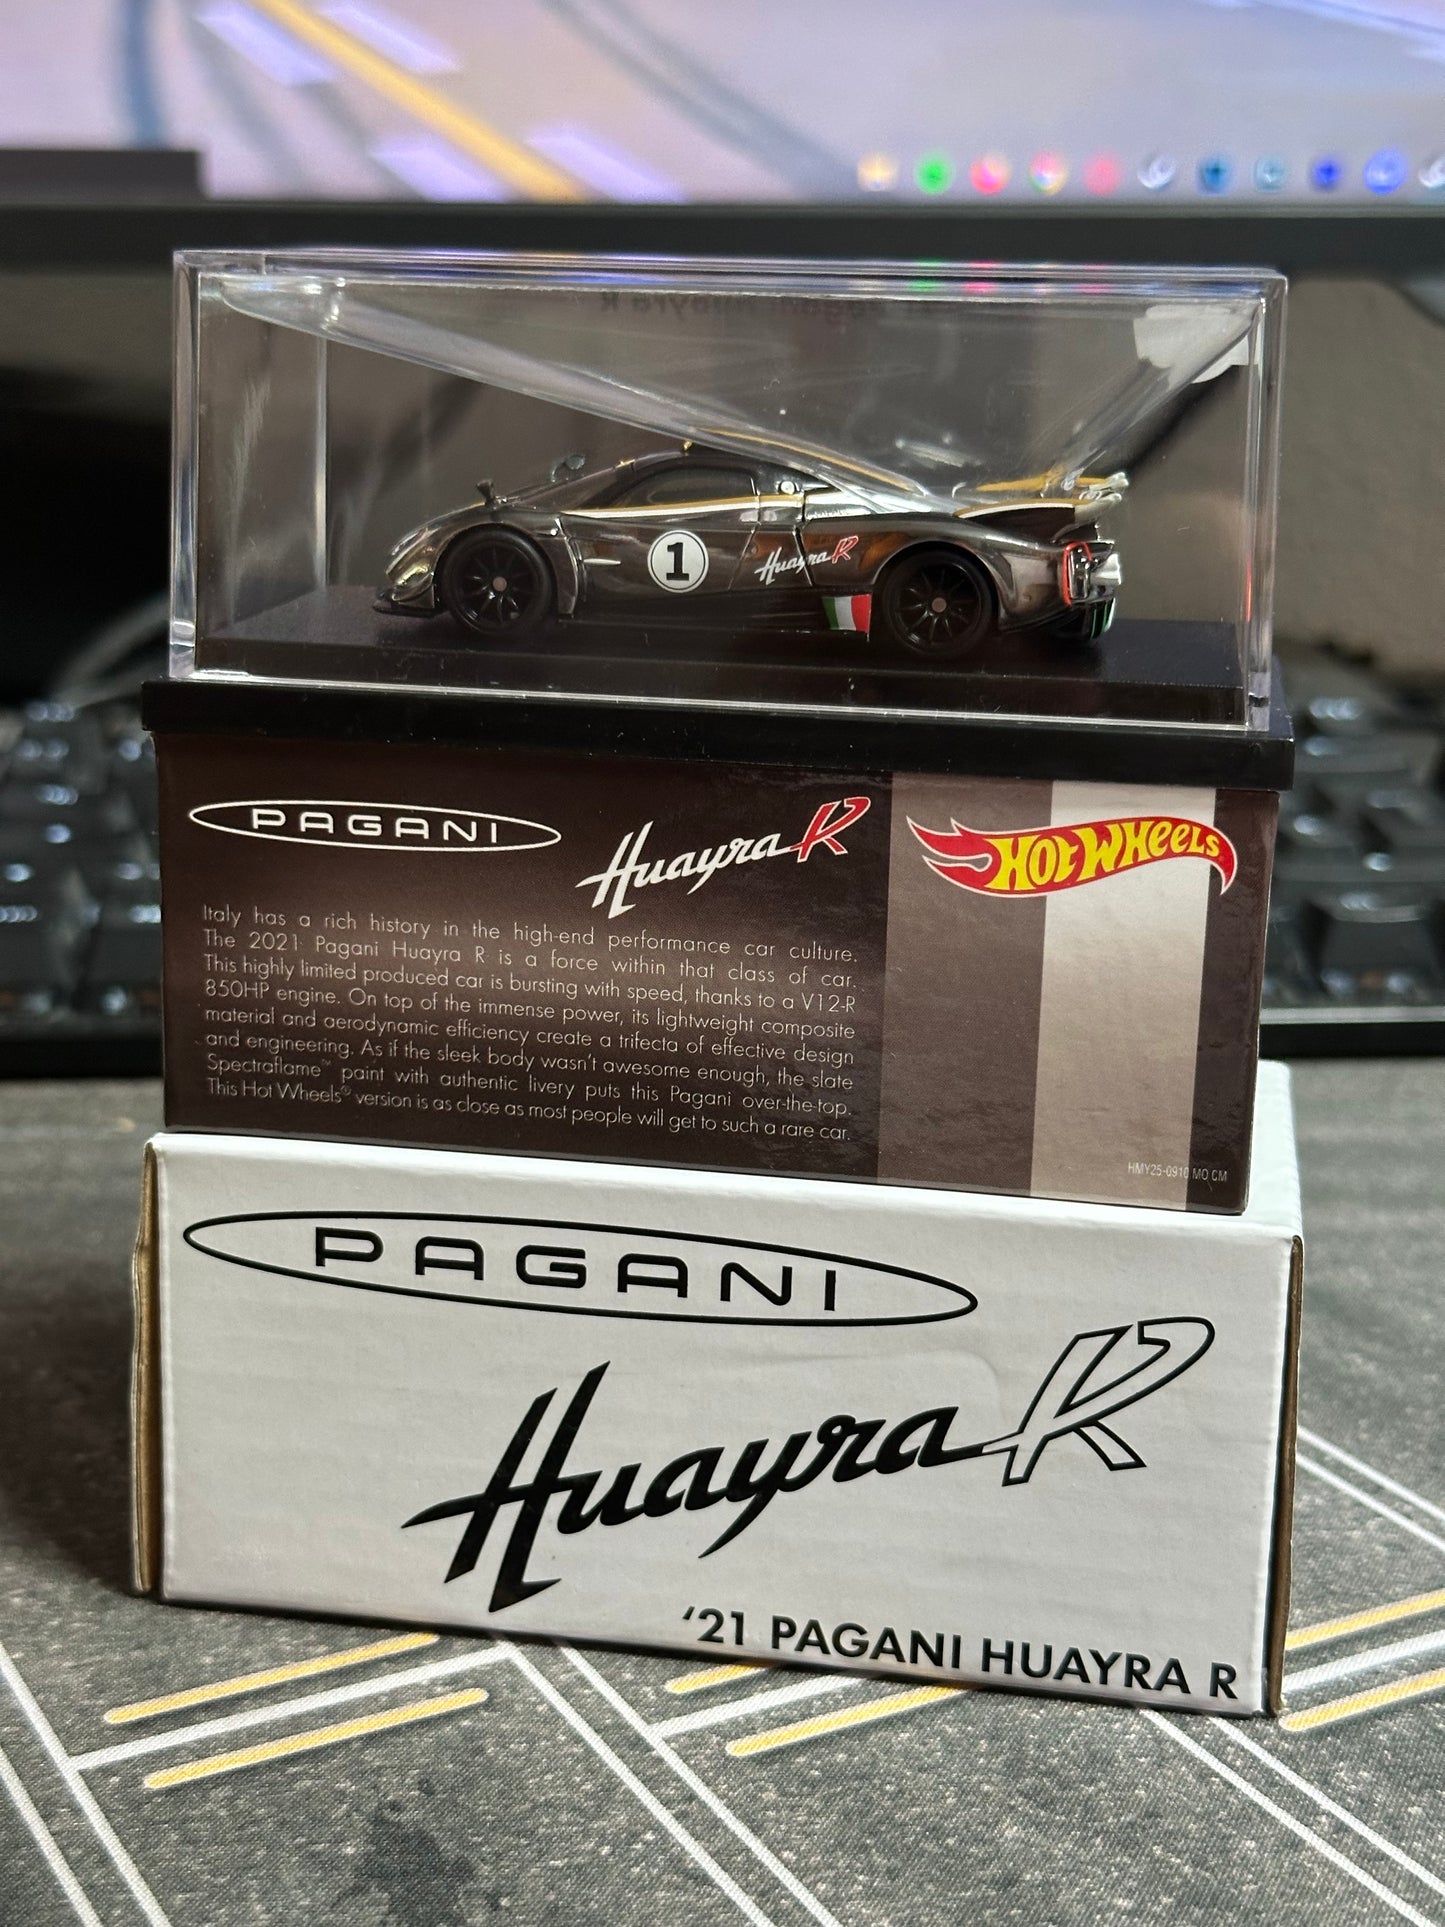 1
Huayra R
PAGANI
Huayra R
HOT WHEELS
Italy has a rich history in the high-end performance car culture.
The 2021 Pagani Huayra R is a force within that class of car.
This highly limited produced car is bursting with speed, thanks to a V12-R
850HP engine. On top of the immense power, its lightweight composite
material and aerodynamic efficiency create a trifecta of effective design
and engineering. As if the sleek body wasn't awesome enough, the slate
Spectraflame™ paint with authentic livery puts this Pagani over-the-top.
This Hot Wheels® version is as close as most people will get to such a rare car.
HMY25-0910 MO CM
PAGANI
Huayra R
'21 PAGANI HUAYRA R